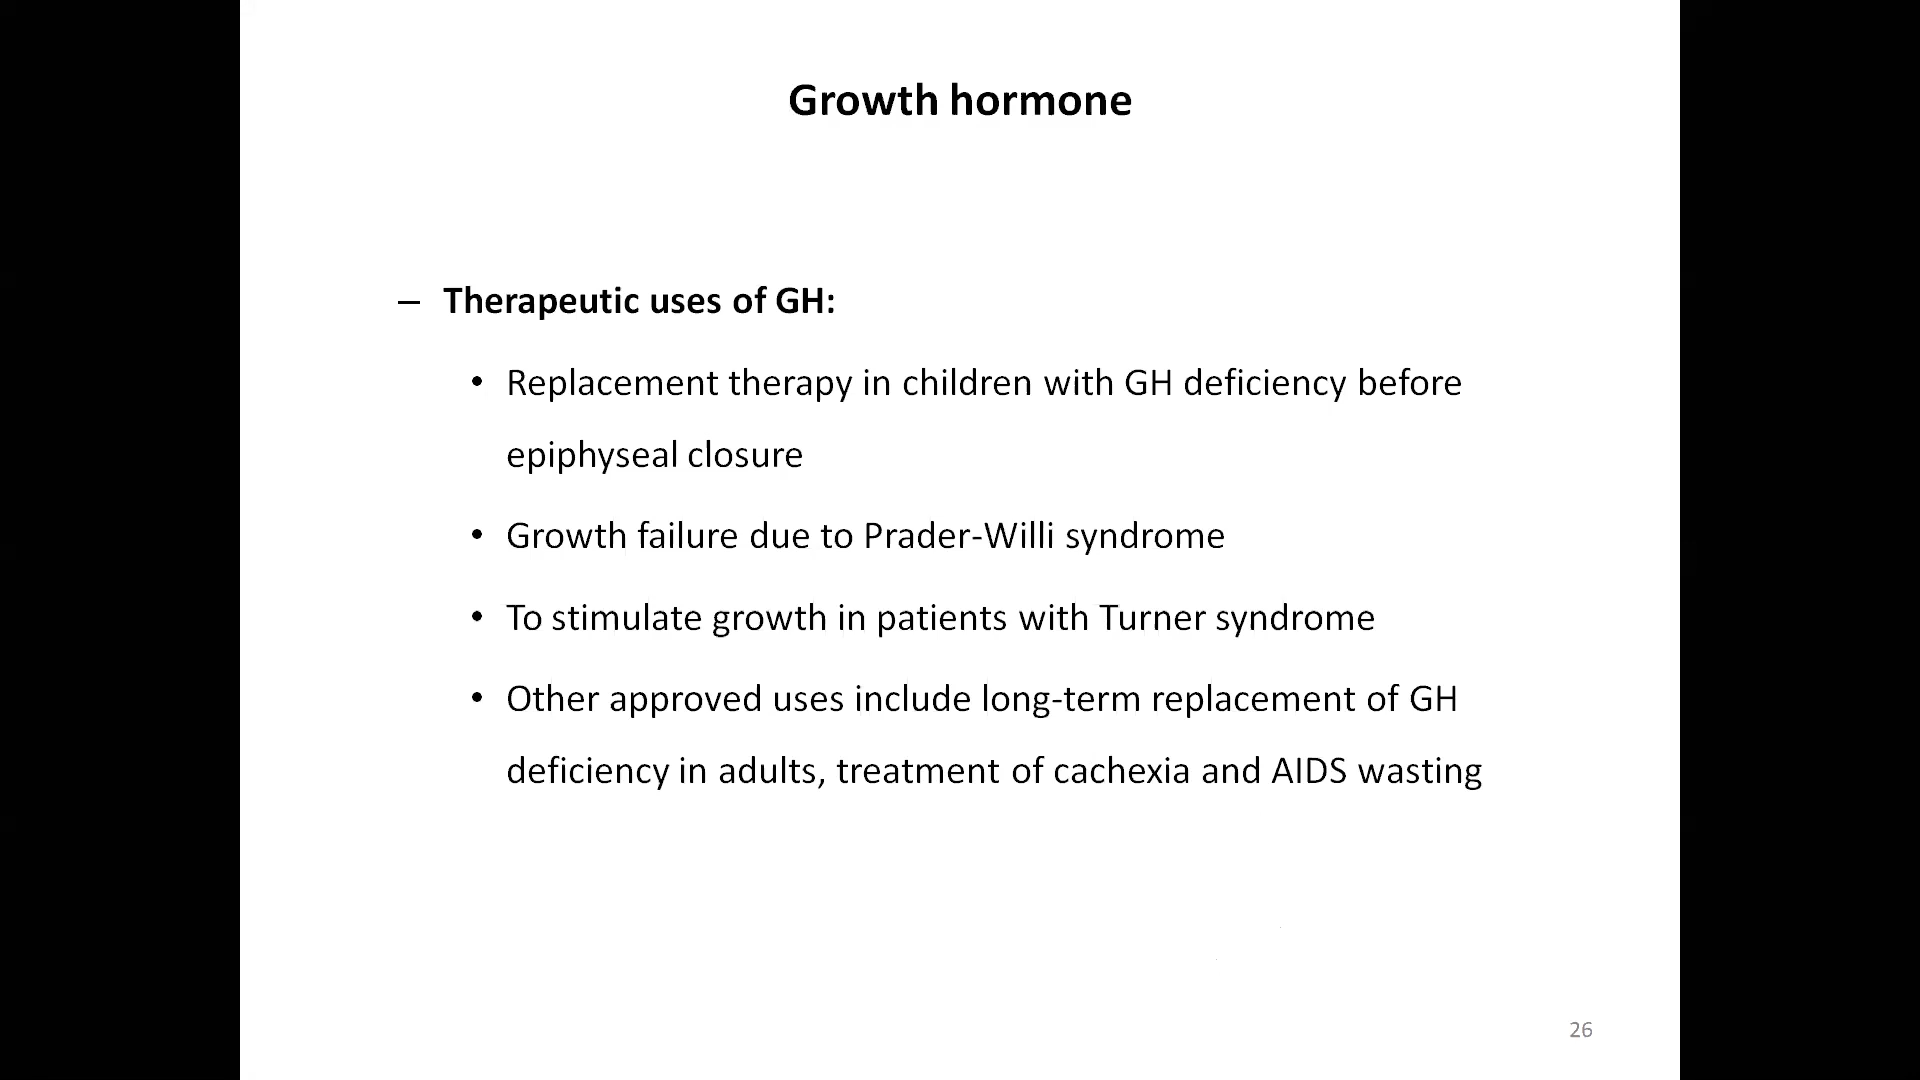 Growth hormone
– Therapeutic uses of GH:
• Replacement therapy in children with GH deficiency before
epiphyseal closure
• Growth failure due to Prader-Willi syndrome
• To stimulate growth in patients with Turner syndrome
• Other approved uses include long-term replacement of GH
deficiency in adults, treatment of cachexia and AIDS wasting
26